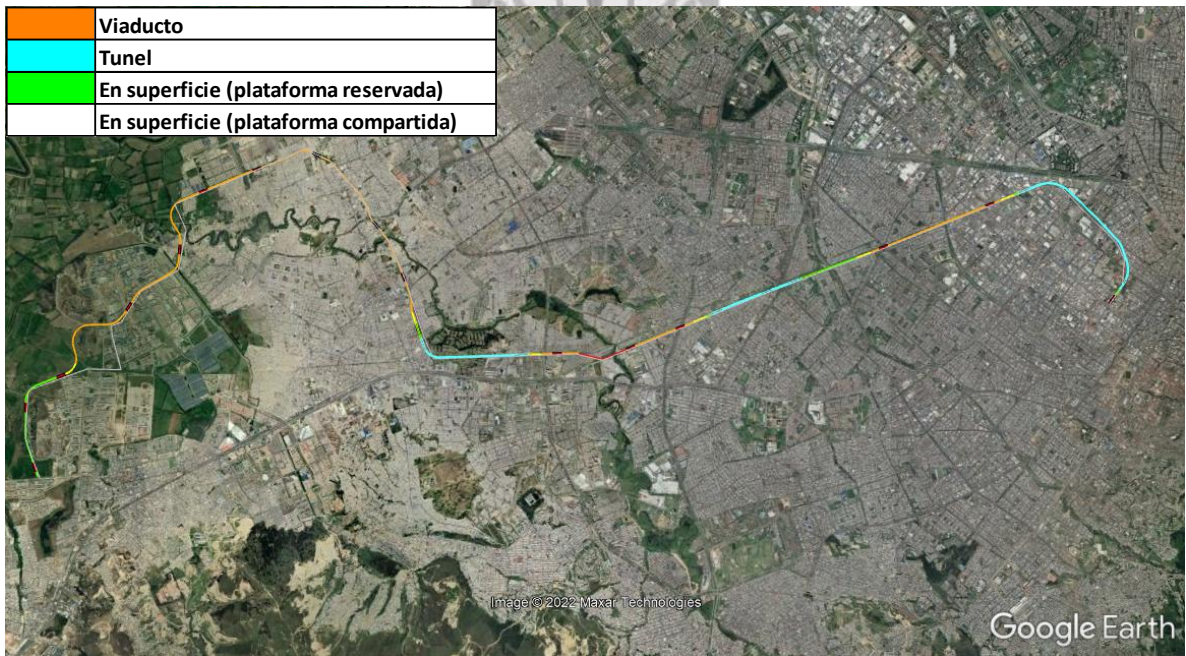 Viaducto
Tunel
En superficie (plataforma reservada)
En superficie (plataforma compartida)
Image © 2022 Maxar Technologies
Google Earth